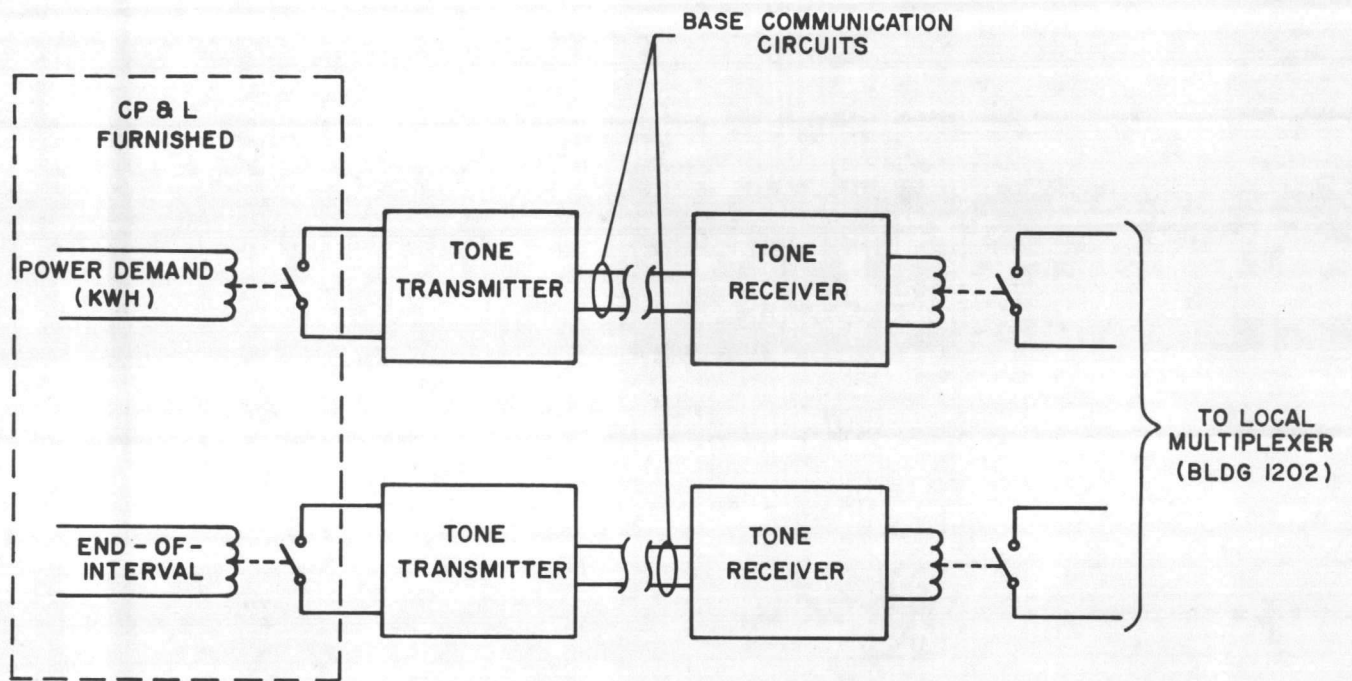 BASE COMMUNICATION
CIRCUITS
CP & L
FURNISHED
POWER DEMAND
(KWH)
TONE
TRANSMITTER
TONE
RECEIVER
TO LOCAL
MULTIPLEXER
(BLDG 1202)
END-OF-
INTERVAL
TONE
TRANSMITTER
TONE
RECEIVER